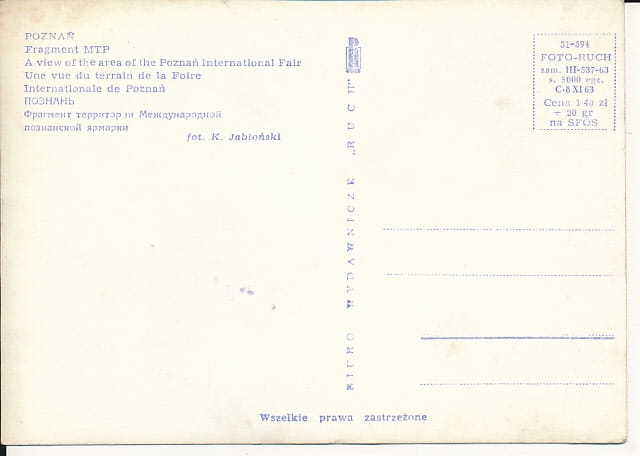 POZNAŃ
Fragment MTP
A view of the area of the Poznań International Fair
Une vue du terrain de la Foire
Internationale de Poznań
ПОЗНАНЬ
Фрагмент территории Международной
познанской ярмарки
fot. K. Jabłoński
BIURO WYDAWNICZE „RUCH"
31-594
FOTO-RUCH
zam. III-537-63
s. 5000 egz.
C-8 XI 63
Cena 1 40 zł
+ 20 gr
na SFOS
Wszelkie prawa zastrzeżone